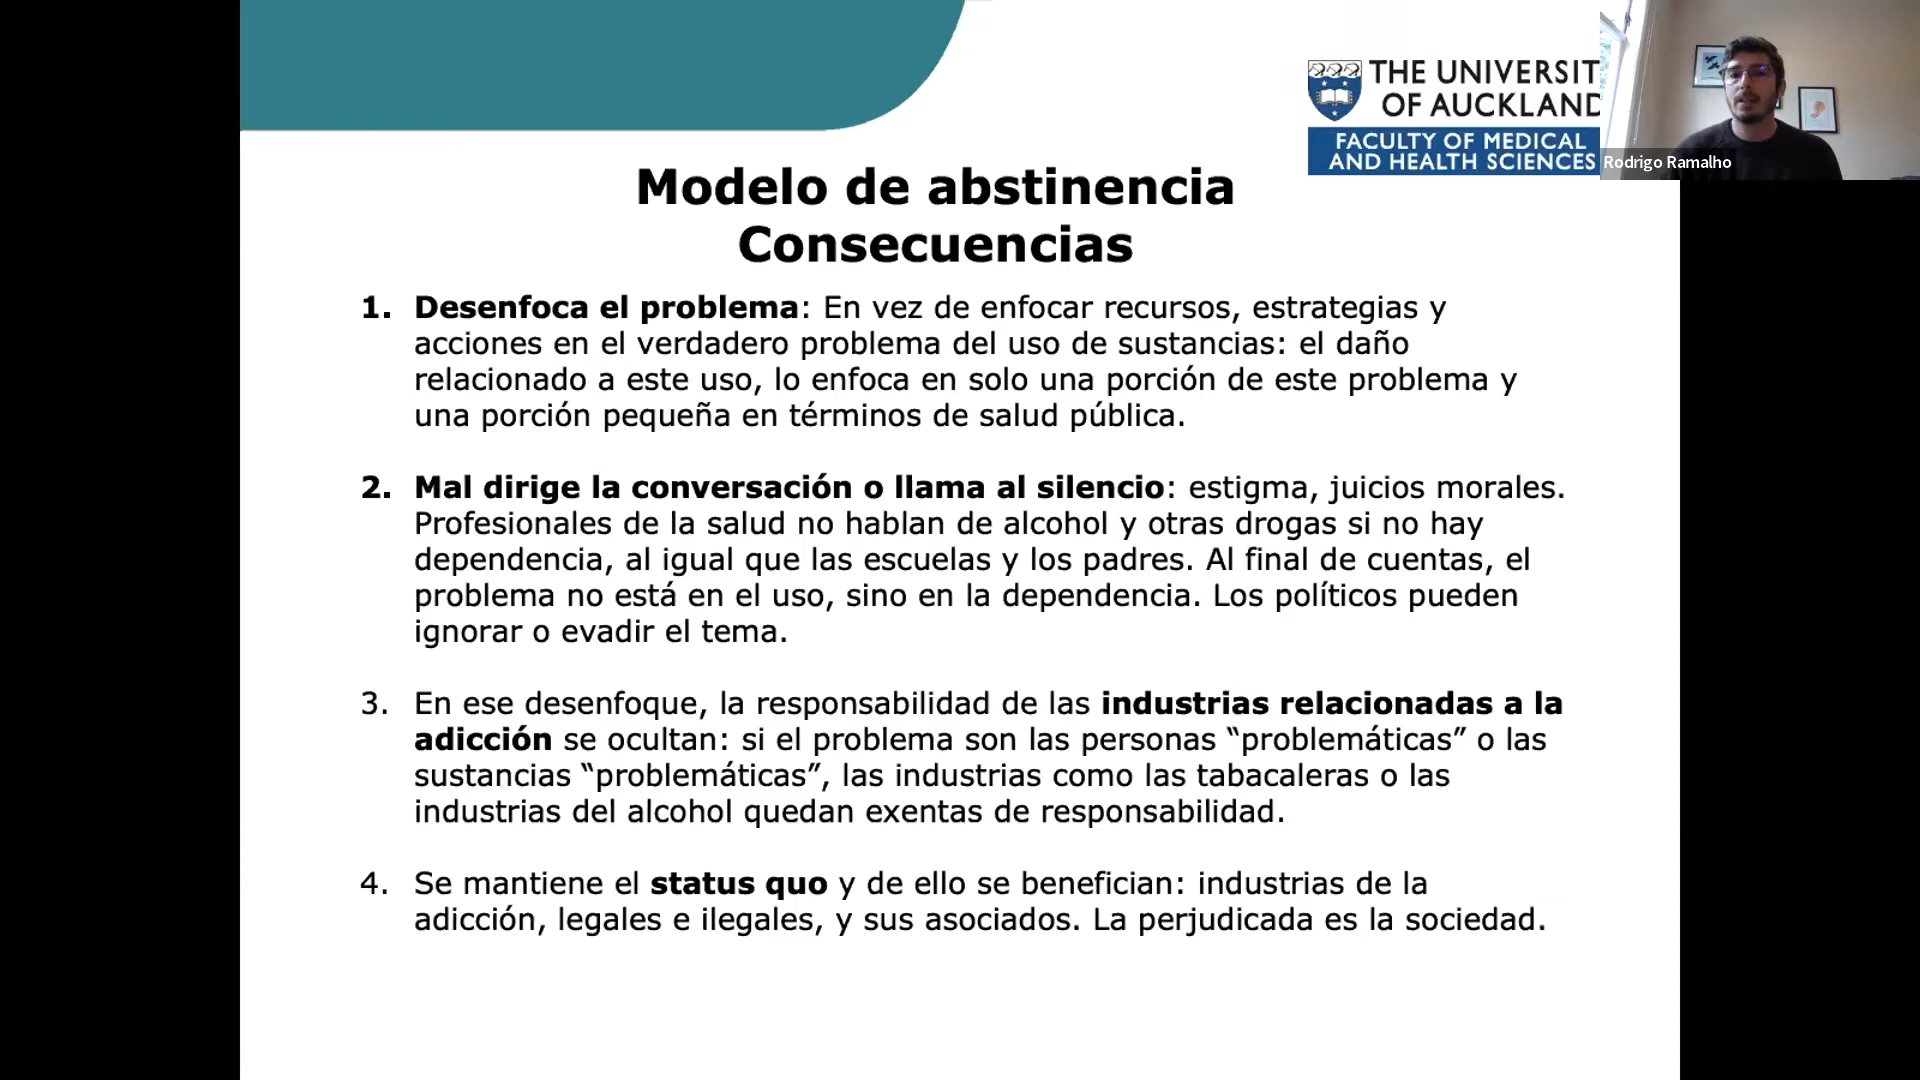 THE UNIVERSIT
OF AUCKLAND
FACULTY OF MEDICAL
AND HEALTH SCIENCES
Rodrigo Ramalho
Modelo de abstinencia
Consecuencias
1. Desenfoca el problema: En vez de enfocar recursos, estrategias y
acciones en el verdadero problema del uso de sustancias: el daño
relacionado a este uso, lo enfoca en solo una porción de este problema y
una porción pequeña en términos de salud pública.
2. Mal dirige la conversación o llama al silencio: estigma, juicios morales.
Profesionales de la salud no hablan de alcohol y otras drogas si no hay
dependencia, al igual que las escuelas y los padres. Al final de cuentas, el
problema no está en el uso, sino en la dependencia. Los políticos pueden
ignorar o evadir el tema.
3. En ese desenfoque, la responsabilidad de las industrias relacionadas a la
adicción se ocultan: si el problema son las personas “problemáticas” o las
sustancias “problemáticas”, las industrias como las tabacaleras o las
industrias del alcohol quedan exentas de responsabilidad.
4. Se mantiene el status quo y de ello se benefician: industrias de la
adicción, legales e ilegales, y sus asociados. La perjudicada es la sociedad.